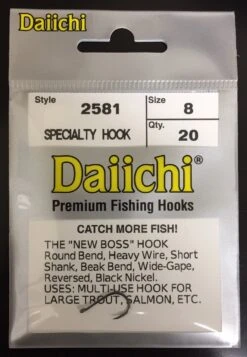 Daiichi
Style 2581 Size 8
SPECIALTY HOOK Qty. 20
Daiichi®
Premium Fishing Hooks
CATCH MORE FISH!
THE "NEW BOSS" HOOK
Round Bend, Heavy Wire, Short
Shank, Beak Bend, Wide-Gape,
Reversed, Black Nickel.
USES: MULTI-USE HOOK FOR
LARGE TROUT, SALMON, ETC.